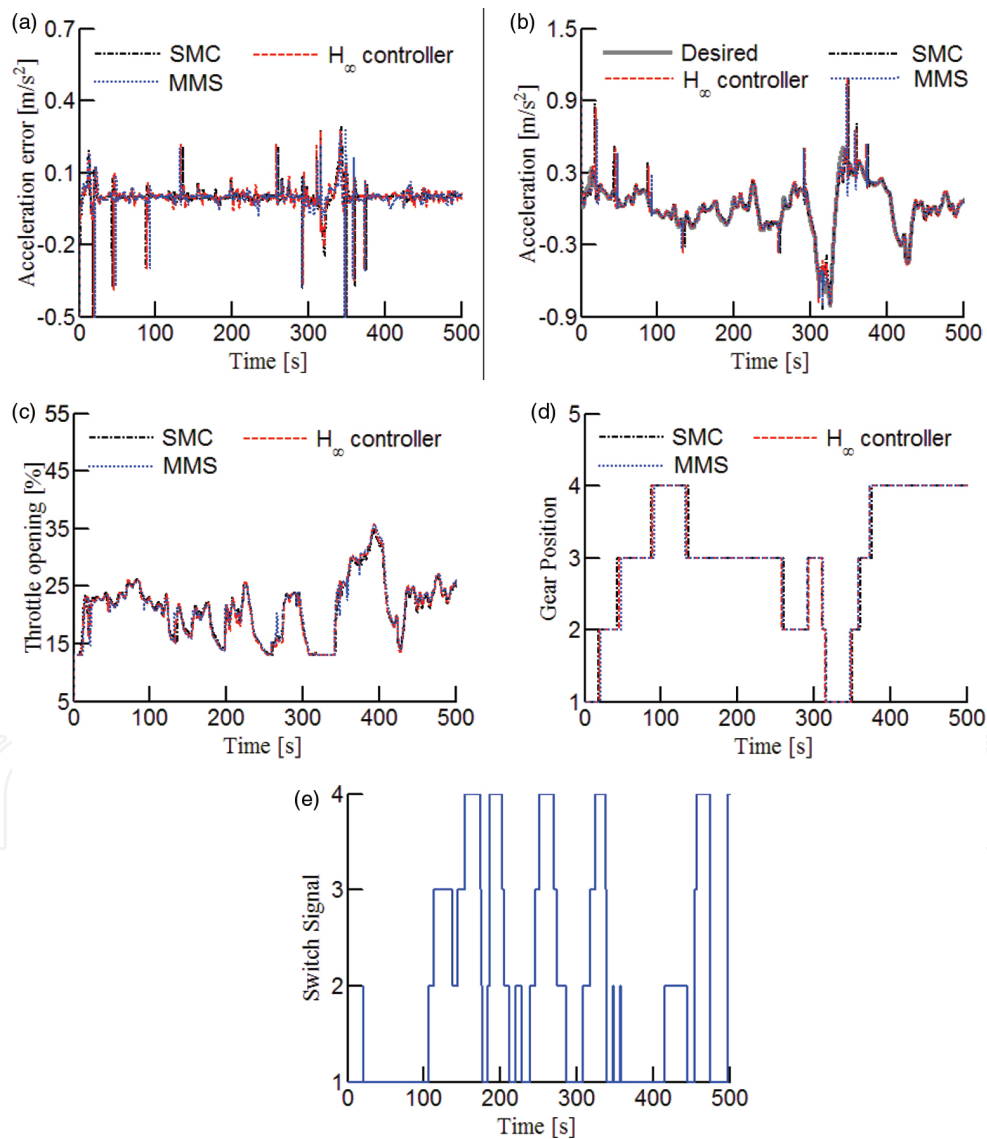 (a)
0.7
0.4
0.1
-0.2
-0.5
Acceleration error [m/s²]
SMC
H∞ controller
MMS
0 100 200 300 400 500
Time [s]
(b)
1.5
0.9
0.3
-0.3
-0.9
Acceleration [m/s²]
Desired
SMC
H∞ controller
MMS
0 100 200 300 400 500
Time [s]
(c)
55
45
35
25
15
5
Throttle opening [%]
SMC
H∞ controller
MMS
0 100 200 300 400 500
Time [s]
(d)
5
4
3
2
1
Gear Position
SMC
H∞ controller
MMS
0 100 200 300 400 500
Time [s]
(e)
4
3
2
1
Switch Signal
0 100 200 300 400 500
Time [s]